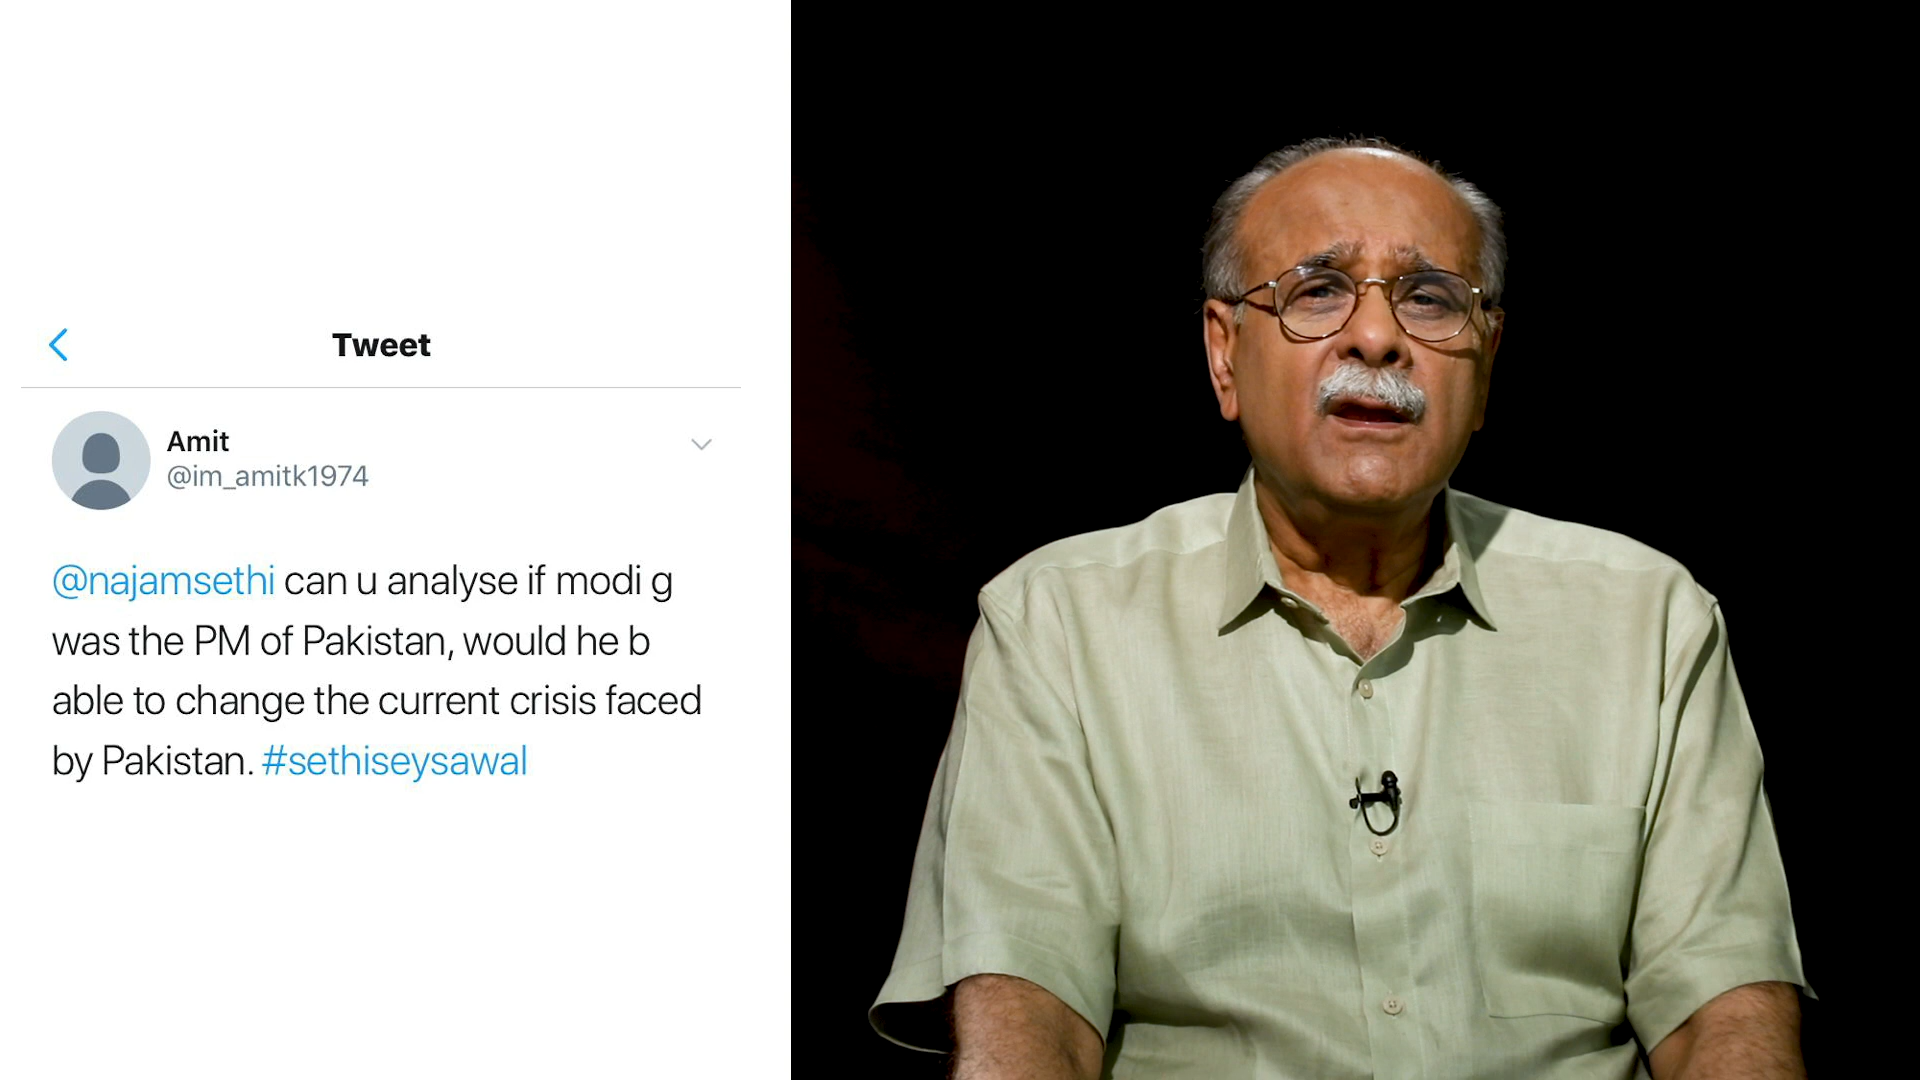 Tweet
Amit
@im_amitk1974
@najamsethi can u analyse if modi g
was the PM of Pakistan, would he b
able to change the current crisis faced
by Pakistan. #sethiseysawal